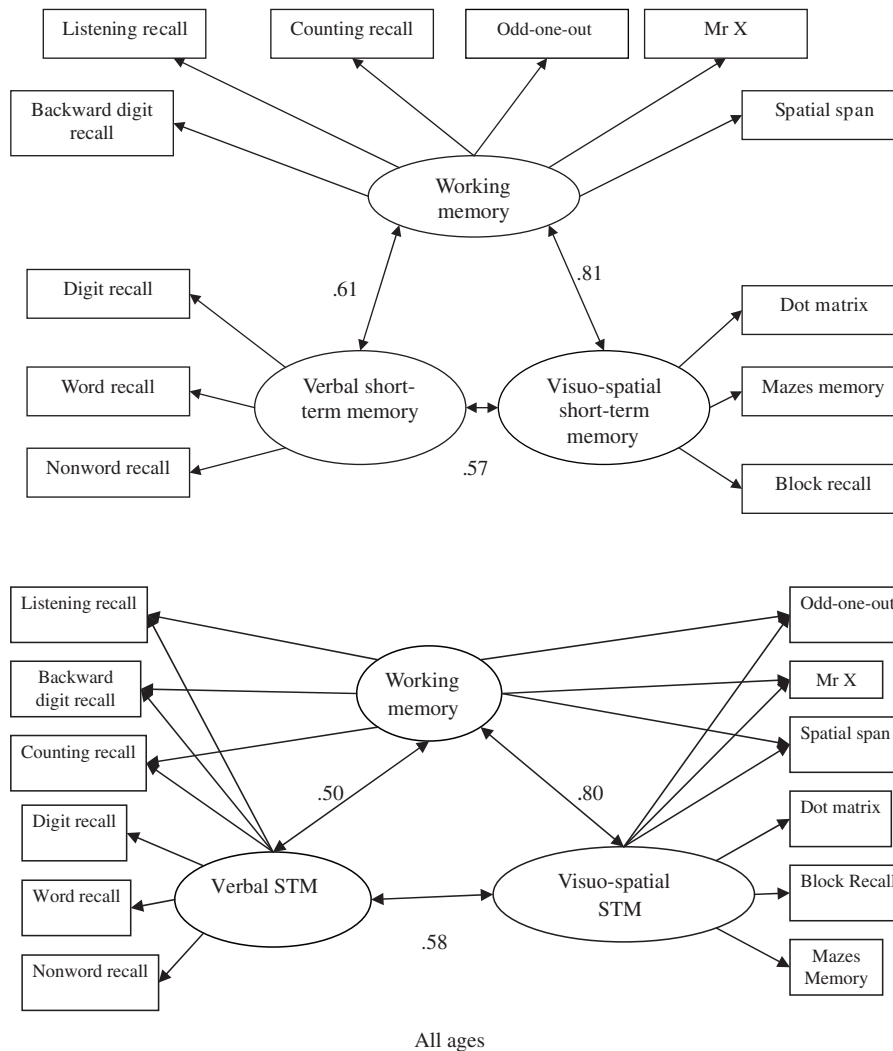 Listening recall
Counting recall
Odd-one-out
Mr X
Backward digit
recall
Spatial span
Working
memory
.61
.81
Digit recall
Word recall
Nonword recall
Verbal short-
term memory
Visuo-spatial
short-term
memory
.57
Dot matrix
Mazes memory
Block recall
Listening recall
Backward
digit recall
Counting recall
Digit recall
Word recall
Nonword recall
Working
memory
.50
.80
Verbal STM
Visuo-spatial
STM
.58
Odd-one-out
Mr X
Spatial span
Dot matrix
Block Recall
Mazes
Memory
All ages